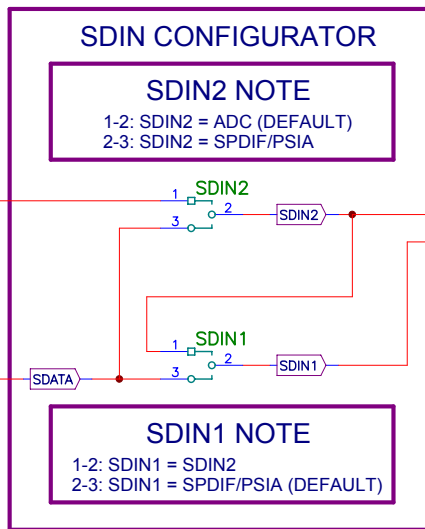 SDIN CONFIGURATOR
SDIN2 NOTE
1-2: SDIN2 = ADC (DEFAULT)
2-3: SDIN2 = SPDIF/PSIA
SDIN2
1
2
3
SDIN2
SDIN1
1
2
3
SDIN1
SDATA
SDIN1 NOTE
1-2: SDIN1 = SDIN2
2-3: SDIN1 = SPDIF/PSIA (DEFAULT)